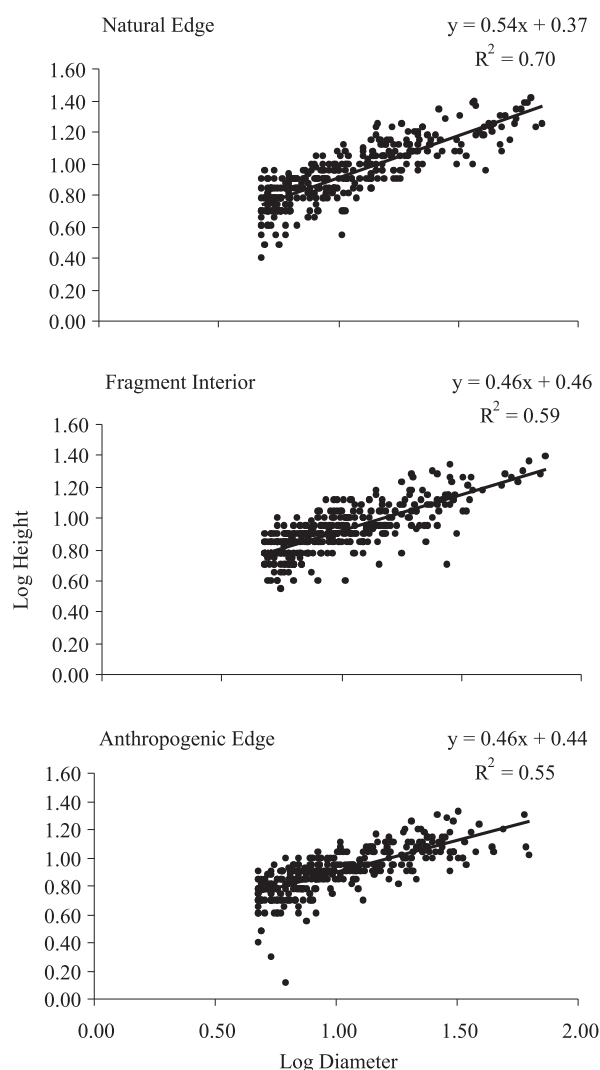 Natural Edge
y = 0.54x + 0.37
R2 = 0.70
1.60
1.40
1.20
1.00
0.80
0.60
0.40
0.20
0.00
Fragment Interior
y = 0.46x + 0.46
R2 = 0.59
1.60
1.40
1.20
1.00
0.80
0.60
0.40
0.20
0.00
Log Height
Anthropogenic Edge
y = 0.46x + 0.44
R2 = 0.55
1.60
1.40
1.20
1.00
0.80
0.60
0.40
0.20
0.00
0.00 0.50 1.00 1.50 2.00
Log Diameter